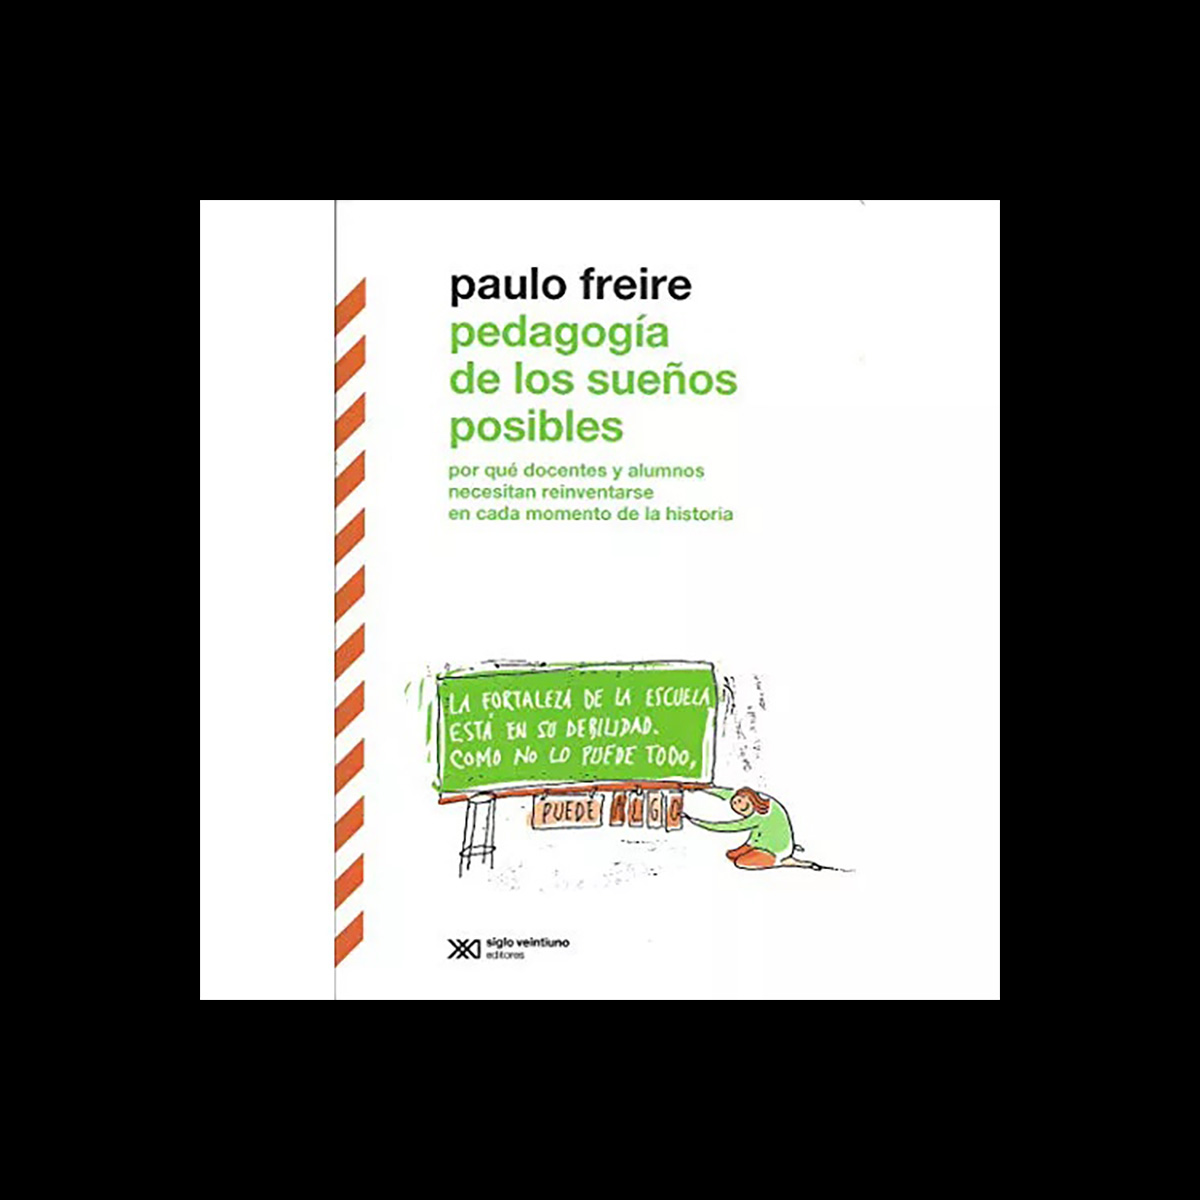 paulo freire
pedagogía
de los sueños
posibles
por qué docentes y alumnos
necesitan reinventarse
en cada momento de la historia
LA FORTALEZA DE LA ESCUELA
ESTÁ EN SU DEBILIDAD.
COMO NO LO PUEDE TODO,
PUEDE ALGO
siglo veintiuno
editores